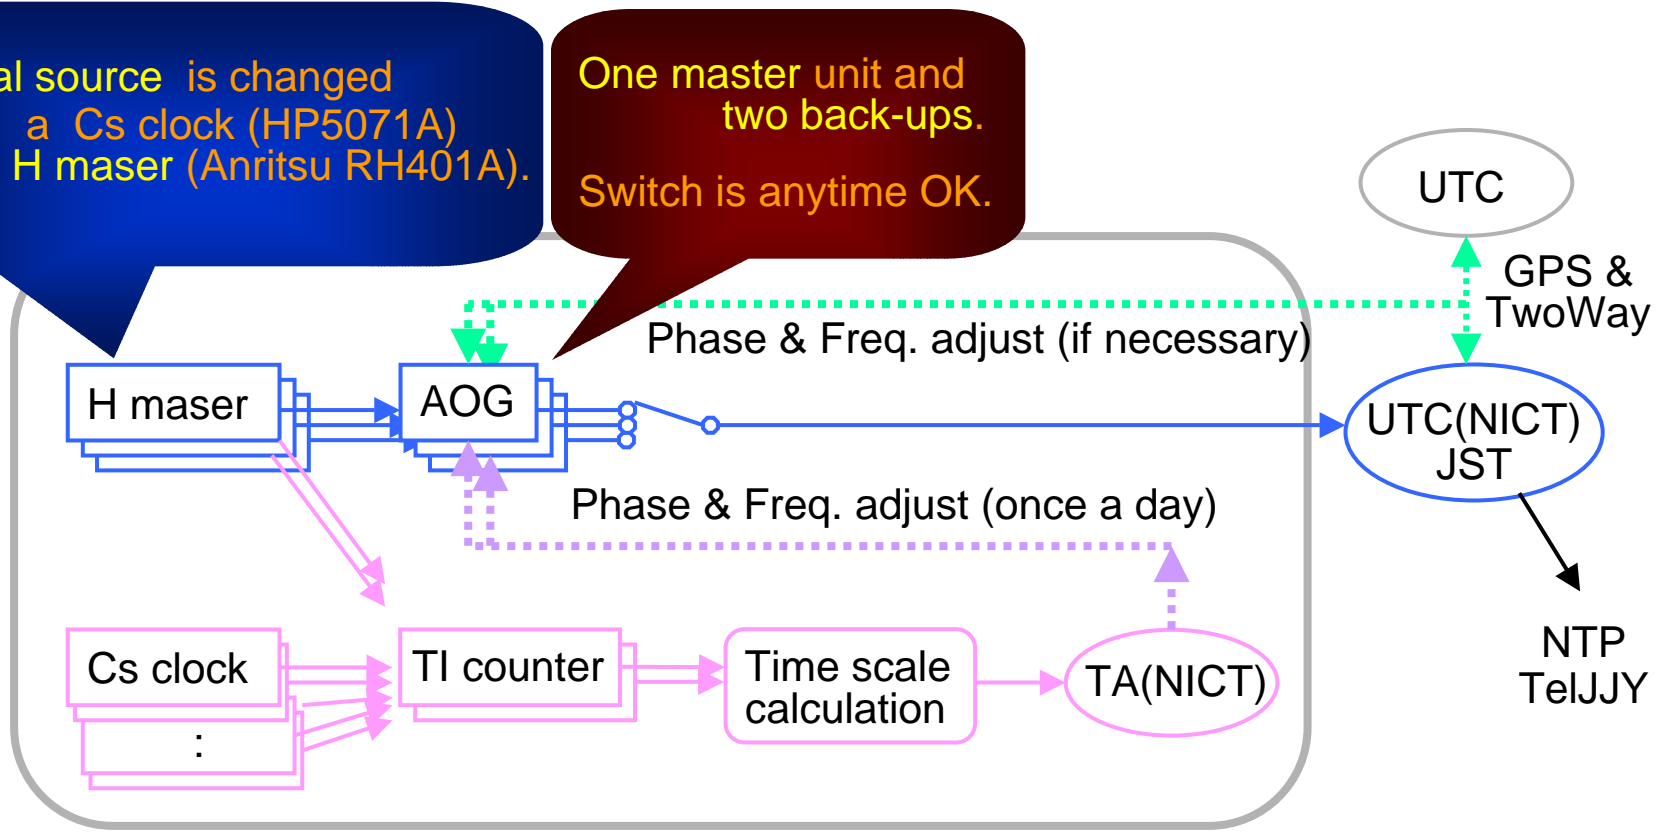 al source is changed
a Cs clock (HP5071A)
H maser (Anritsu RH401A).
One master unit and
two back-ups.
Switch is anytime OK.
UTC
GPS &
TwoWay
Phase & Freq. adjust (if necessary)
H maser
AOG
UTC(NICT)
JST
Phase & Freq. adjust (once a day)
Cs clock
:
TI counter
Time scale
calculation
TA(NICT)
NTP
TelJJY